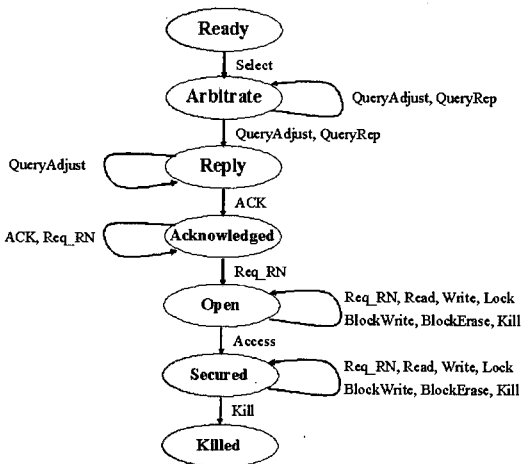 Ready
Select
Arbitrate
QueryAdjust, QueryRep
QueryAdjust, QueryRep
QueryAdjust
Reply
ACK
ACK, Req_RN
Acknowledged
Req_RN
Open
Req_RN, Read, Write, Lock
BlockWrite, BlockErase, Kill
Access
Secured
Req_RN, Read, Write, Lock
BlockWrite, BlockErase, Kill
Kill
Killed